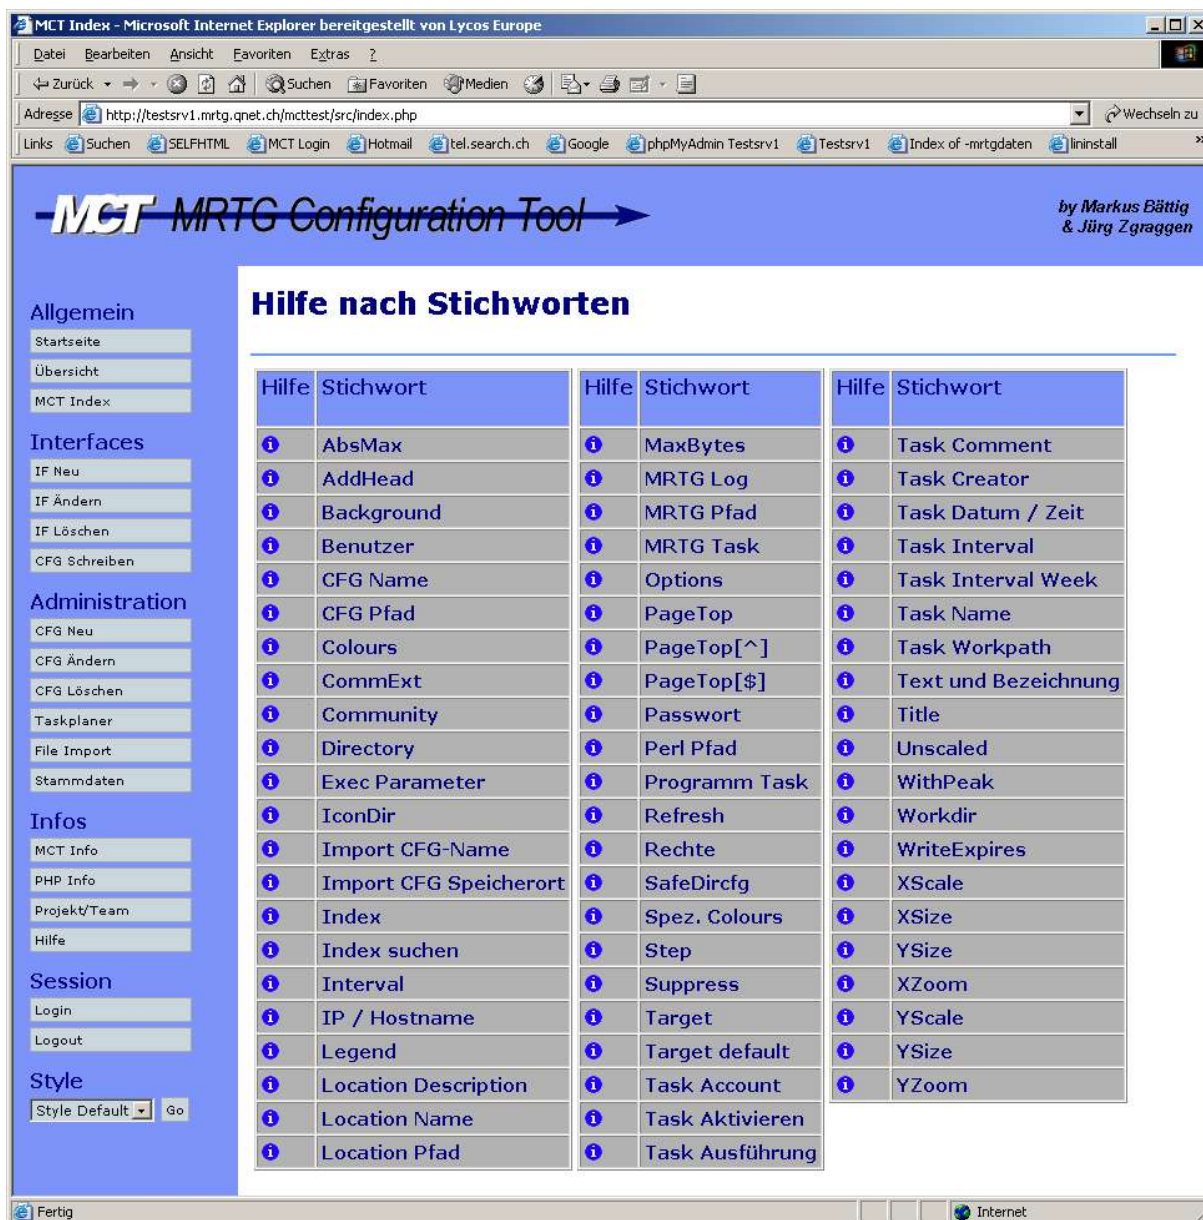 MCT Index - Microsoft Internet Explorer bereitgestellt von Lycos Europe
Datei Bearbeiten Ansicht Favoriten Extras ?
Zurück Suchen Favoriten Medien
Adresse http://testsrv1.mrtg.qnet.ch/mcttest/src/index.php Wechseln zu
Links Suchen SELFHTML MCT Login Hotmail tel.search.ch Google phpMyAdmin Testsrv1 Testsrv1 Index of -mrtgdaten lininstall »
MCT MRTG Configuration Tool
by Markus Bättig
& Jürg Zgraggen
Allgemein
Startseite
Übersicht
MCT Index
Interfaces
IF Neu
IF Ändern
IF Löschen
CFG Schreiben
Administration
CFG Neu
CFG Ändern
CFG Löschen
Taskplaner
File Import
Stammdaten
Infos
MCT Info
PHP Info
Projekt/Team
Hilfe
Session
Login
Logout
Style
Style Default Go
Hilfe nach Stichworten
Hilfe Stichwort
AbsMax
AddHead
Background
Benutzer
CFG Name
CFG Pfad
Colours
CommExt
Community
Directory
Exec Parameter
IconDir
Import CFG-Name
Import CFG Speicherort
Index
Index suchen
Interval
IP / Hostname
Legend
Location Description
Location Name
Location Pfad
Hilfe Stichwort
MaxBytes
MRTG Log
MRTG Pfad
MRTG Task
Options
PageTop
PageTop[^]
PageTop[$]
Passwort
Perl Pfad
Programm Task
Refresh
Rechte
SafeDircfg
Spez. Colours
Step
Suppress
Target
Target default
Task Account
Task Aktivieren
Task Ausführung
Hilfe Stichwort
Task Comment
Task Creator
Task Datum / Zeit
Task Interval
Task Interval Week
Task Name
Task Workpath
Text und Bezeichnung
Title
Unscaled
WithPeak
Workdir
WriteExpires
XScale
XSize
YSize
XZoom
YScale
YSize
YZoom
Fertig Internet